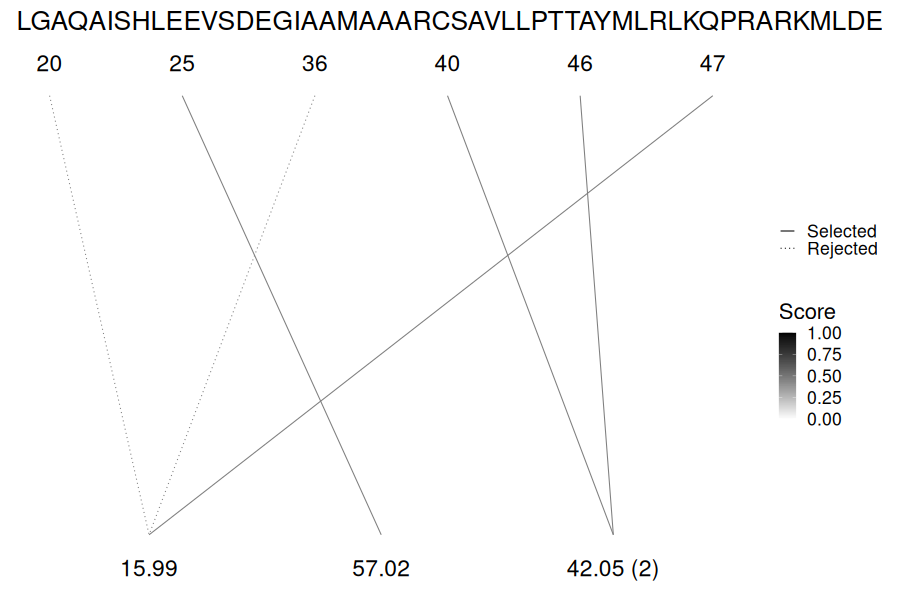 LGAQAISHLEEVSDEGIAAMAAARCSAVLLPTTAYMLRLKQPRARKMLDE
20 25 36 40 46 47
Selected
Rejected
Score
1.00
0.75
0.50
0.25
0.00
15.99 57.02 42.05 (2)